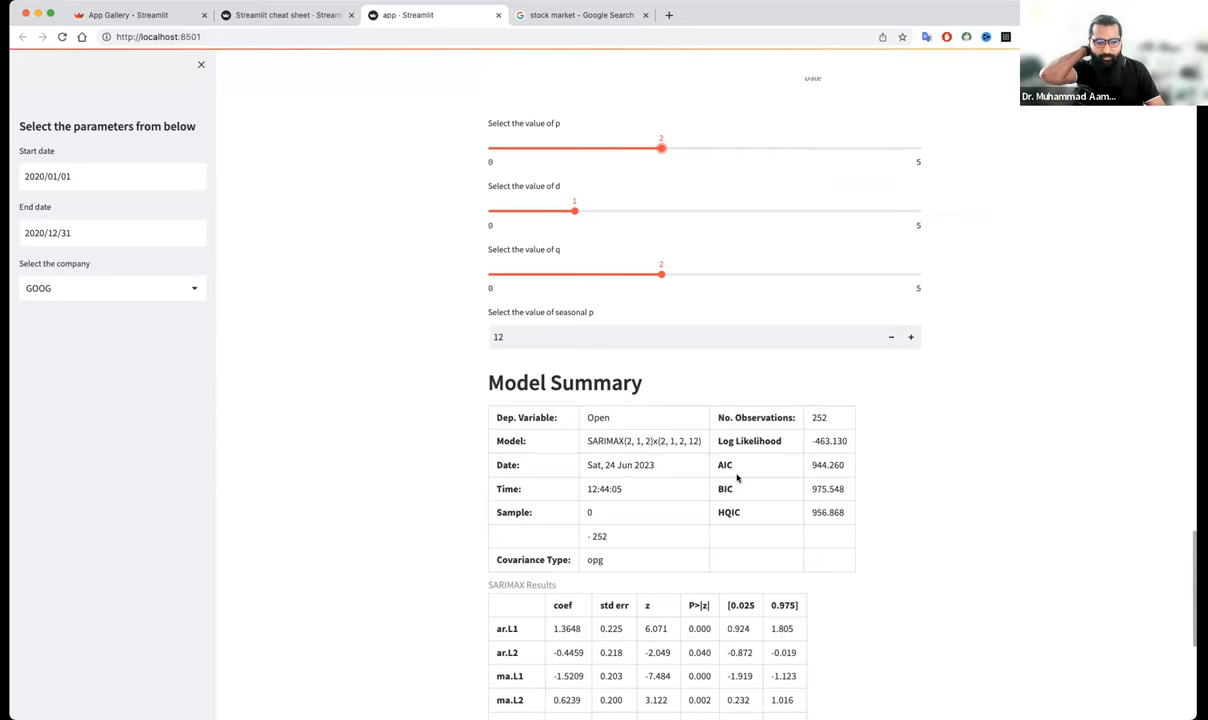 App Gallery • Streamlit
Streamlit cheat sheet · Stream
app · Streamlit
stock market - Google Search
http://localhost:8501
Dr. Muhammad Aam...
Date
Select the parameters from below
Start date
2020/01/01
End date
2020/12/31
Select the company
GOOG
Select the value of p
2
0 5
Select the value of d
1
0 5
Select the value of q
2
0 5
Select the value of seasonal p
12
Model Summary
Dep. Variable: Open No. Observations: 252
Model: SARIMAX(2, 1, 2)x(2, 1, 2, 12) Log Likelihood -463.130
Date: Sat, 24 Jun 2023 AIC 944.260
Time: 12:44:05 BIC 975.548
Sample: 0 HQIC 956.868
- 252
Covariance Type: opg
SARIMAX Results
coef std err z P>|z| [0.025 0.975]
ar.L1 1.3648 0.225 6.071 0.000 0.924 1.805
ar.L2 -0.4459 0.218 -2.049 0.040 -0.872 -0.019
ma.L1 -1.5209 0.203 -7.484 0.000 -1.919 -1.123
ma.L2 0.6239 0.200 3.122 0.002 0.232 1.016